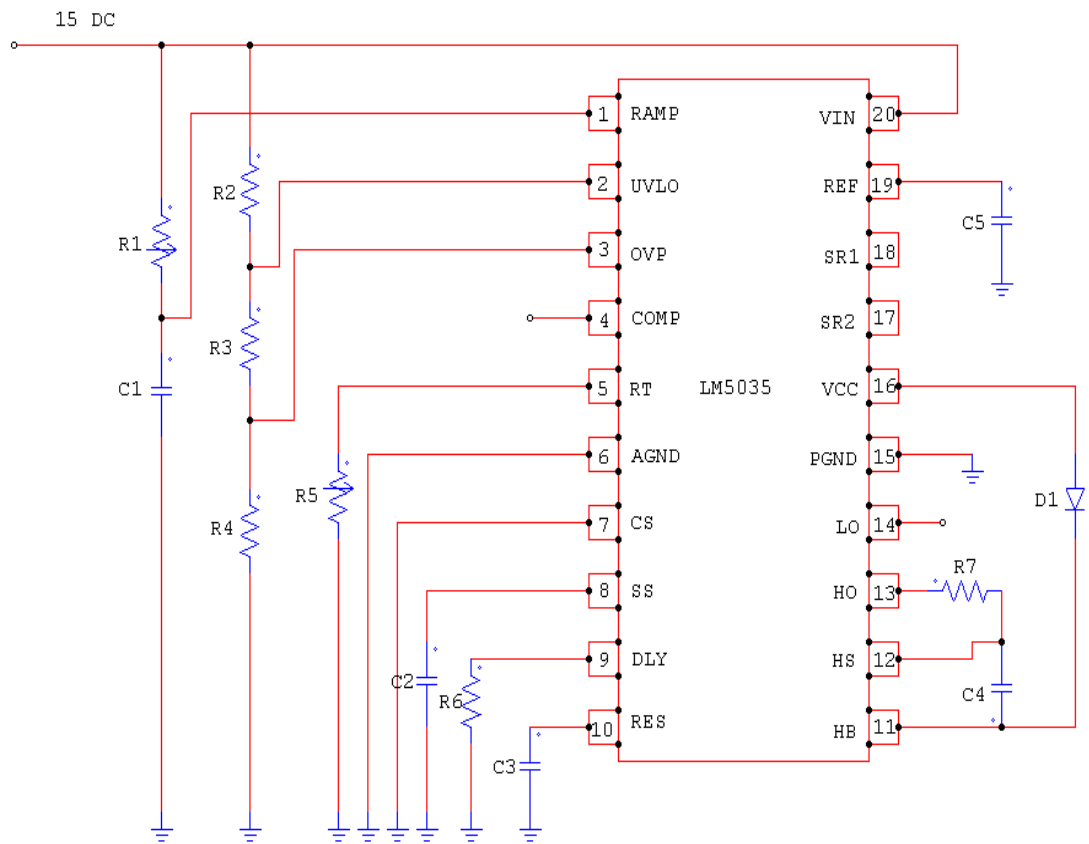 15 DC
1 RAMP VIN 20
2 UVLO REF 19
R2
C5
R1
3 OVP SR1 18
4 COMP SR2 17
R3
C1
5 RT LM5035 VCC 16
6 AGND PGND 15
R5
D1
R4
7 CS LO 14
R7
8 SS HO 13
9 DLY HS 12
C2
R6
C4
10 RES HB 11
C3